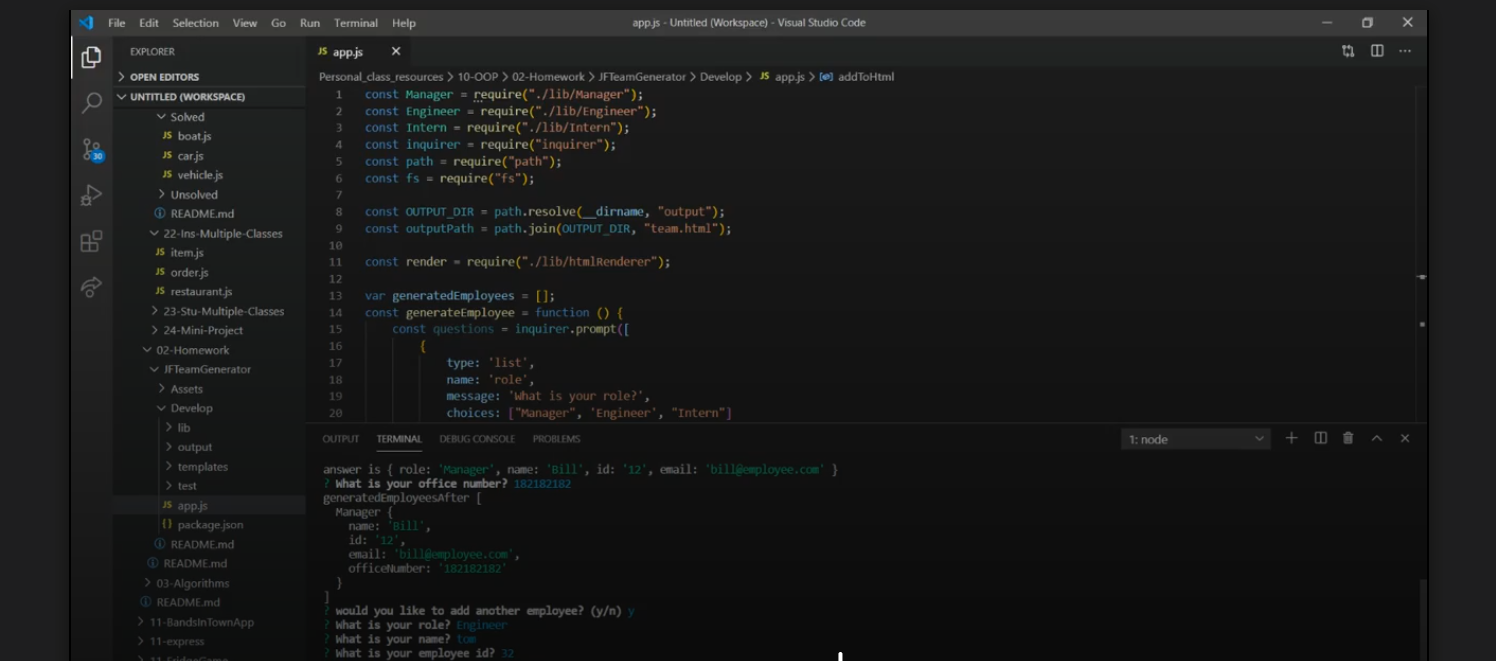 File Edit Selection View Go Run Terminal Help
app.js - Untitled (Workspace) - Visual Studio Code
EXPLORER
OPEN EDITORS
UNTITLED (WORKSPACE)
Solved
JS boat.js
JS car.js
JS vehicle.js
Unsolved
README.md
22-Ins-Multiple-Classes
JS item.js
JS order.js
JS restaurant.js
23-Stu-Multiple-Classes
24-Mini-Project
02-Homework
JFTeamGenerator
Assets
Develop
lib
output
templates
test
JS app.js
{} package.json
README.md
README.md
03-Algorithms
README.md
11-BandsInTownApp
11-express
30
JS app.js
Personal_class_resources > 10-OOP > 02-Homework > JFTeamGenerator > Develop > JS app.js > addToHtml
1 const Manager = require("./lib/Manager");
2 const Engineer = require("./lib/Engineer");
3 const Intern = require("./lib/Intern");
4 const inquirer = require("inquirer");
5 const path = require("path");
6 const fs = require("fs");
7
8 const OUTPUT_DIR = path.resolve(__dirname, "output");
9 const outputPath = path.join(OUTPUT_DIR, "team.html");
10
11 const render = require("./lib/htmlRenderer");
12
13 var generatedEmployees = [];
14 const generateEmployee = function () {
15 const questions = inquirer.prompt([
16 {
17 type: 'list',
18 name: 'role',
19 message: 'What is your role?',
20 choices: ["Manager", 'Engineer', "Intern"]
OUTPUT TERMINAL DEBUG CONSOLE PROBLEMS
1: node
answer is { role: 'Manager', name: 'Bill', id: '12', email: 'bill@employee.com' }
? What is your office number? 182182182
generatedEmployeesAfter [
Manager {
name: 'Bill',
id: '12',
email: 'bill@employee.com',
officeNumber: '182182182'
}
]
? would you like to add another employee? (y/n) y
? What is your role? Engineer
? What is your name? tom
? What is your employee id? 32